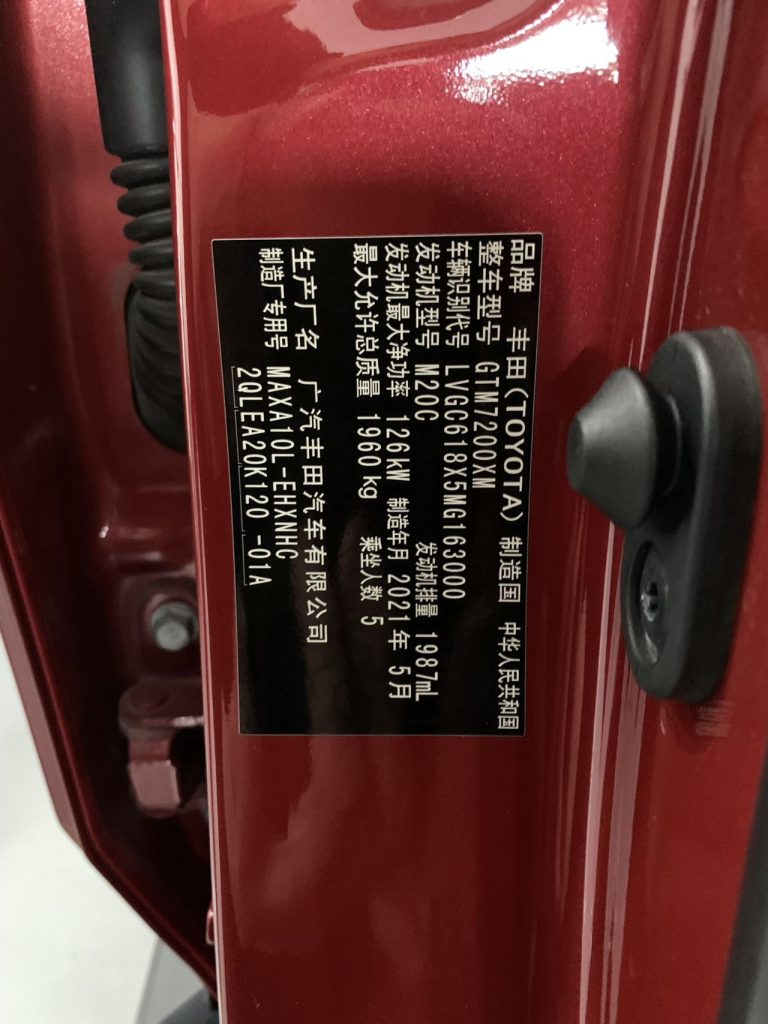 品牌 丰田(TOYOTA) 制造国 中华人民共和国
整车型号 GTM7200XM
车辆识别代号 LVGC618X5MG163000
发动机型号 M20C 发动机排量 1987mL
发动机最大净功率 126kW 制造年月 2021年 5月
最大允许总质量 1960kg 乘坐人数 5
生产厂名 广汽丰田汽车有限公司
制造厂专用号 MAXA10L-EHXNHC
2QLEA20K120 -01A